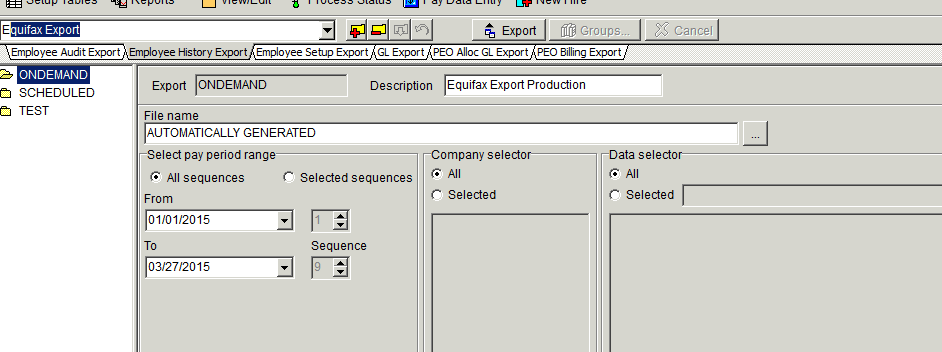 Setup Tables Reports View/Edit Process Status Pay Data Entry New Hire
Equifax Export Export Groups... Cancel
Employee Audit Export Employee History Export Employee Setup Export GL Export PEO Alloc GL Export PEO Billing Export
ONDEMAND
SCHEDULED
TEST
Export ONDEMAND Description Equifax Export Production
File name
AUTOMATICALLY GENERATED ...
Select pay period range Company selector Data selector
All sequences Selected sequences All All
From Selected Selected
01/01/2015 1
To Sequence
03/27/2015 9